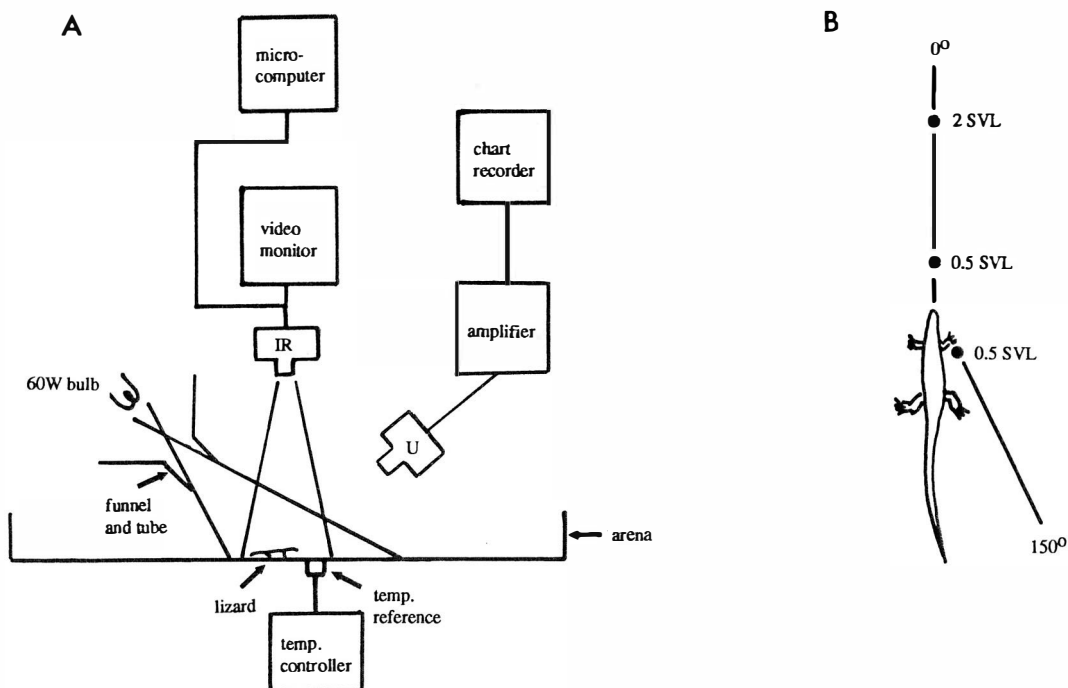 A
B
micro-
computer
chart
recorder
video
monitor
amplifier
IR
U
60W bulb
funnel
and tube
arena
lizard
temp.
reference
temp.
controller
0º
2 SVL
0.5 SVL
0.5 SVL
150º